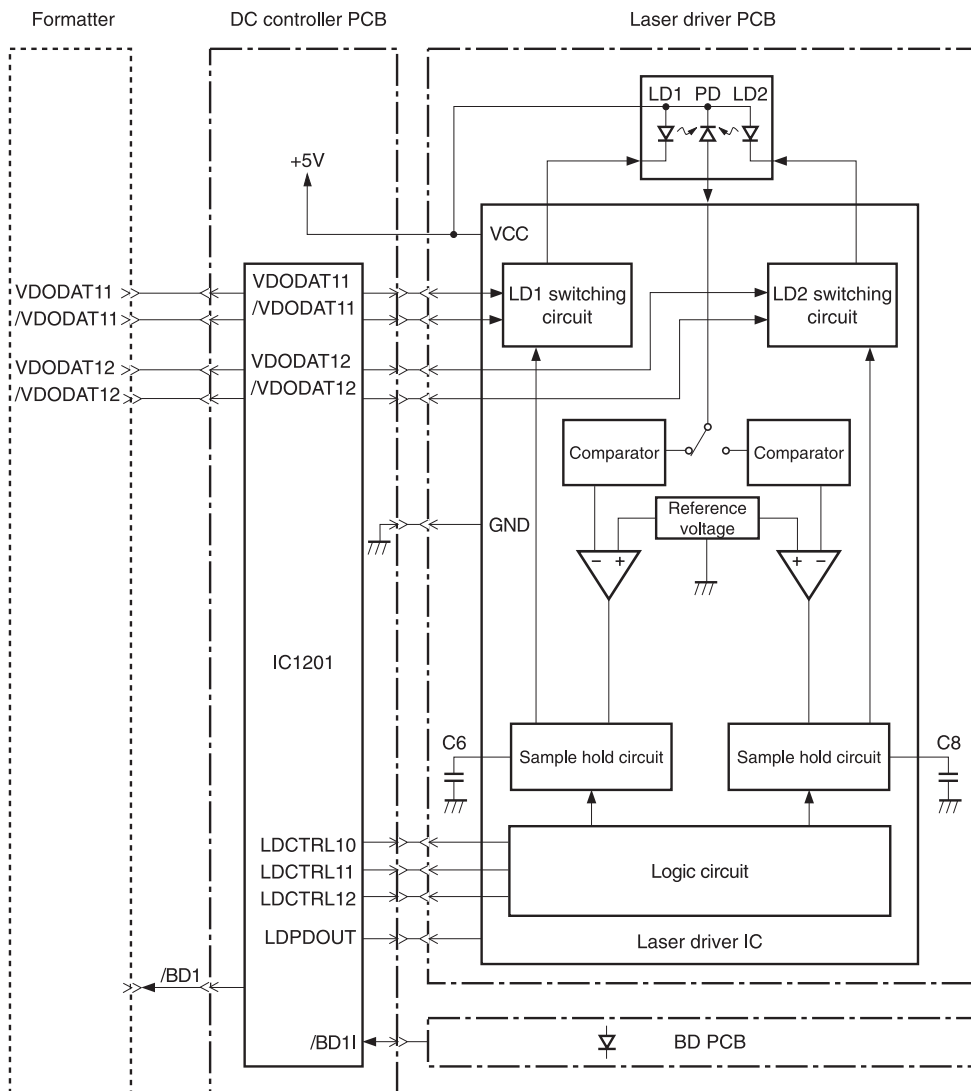 Formatter
DC controller PCB
Laser driver PCB
LD1 PD LD2
+5V
VCC
VDODAT11
/VDODAT11
VDODAT12
/VDODAT12
VDODAT11
/VDODAT11
VDODAT12
/VDODAT12
LD1 switching
circuit
LD2 switching
circuit
Comparator
Comparator
Reference
voltage
GND
− +
+ −
IC1201
C6
Sample hold circuit
Sample hold circuit
C8
LDCTRL10
LDCTRL11
LDCTRL12
Logic circuit
LDPDOUT
Laser driver IC
/BD1
/BD1I
BD PCB